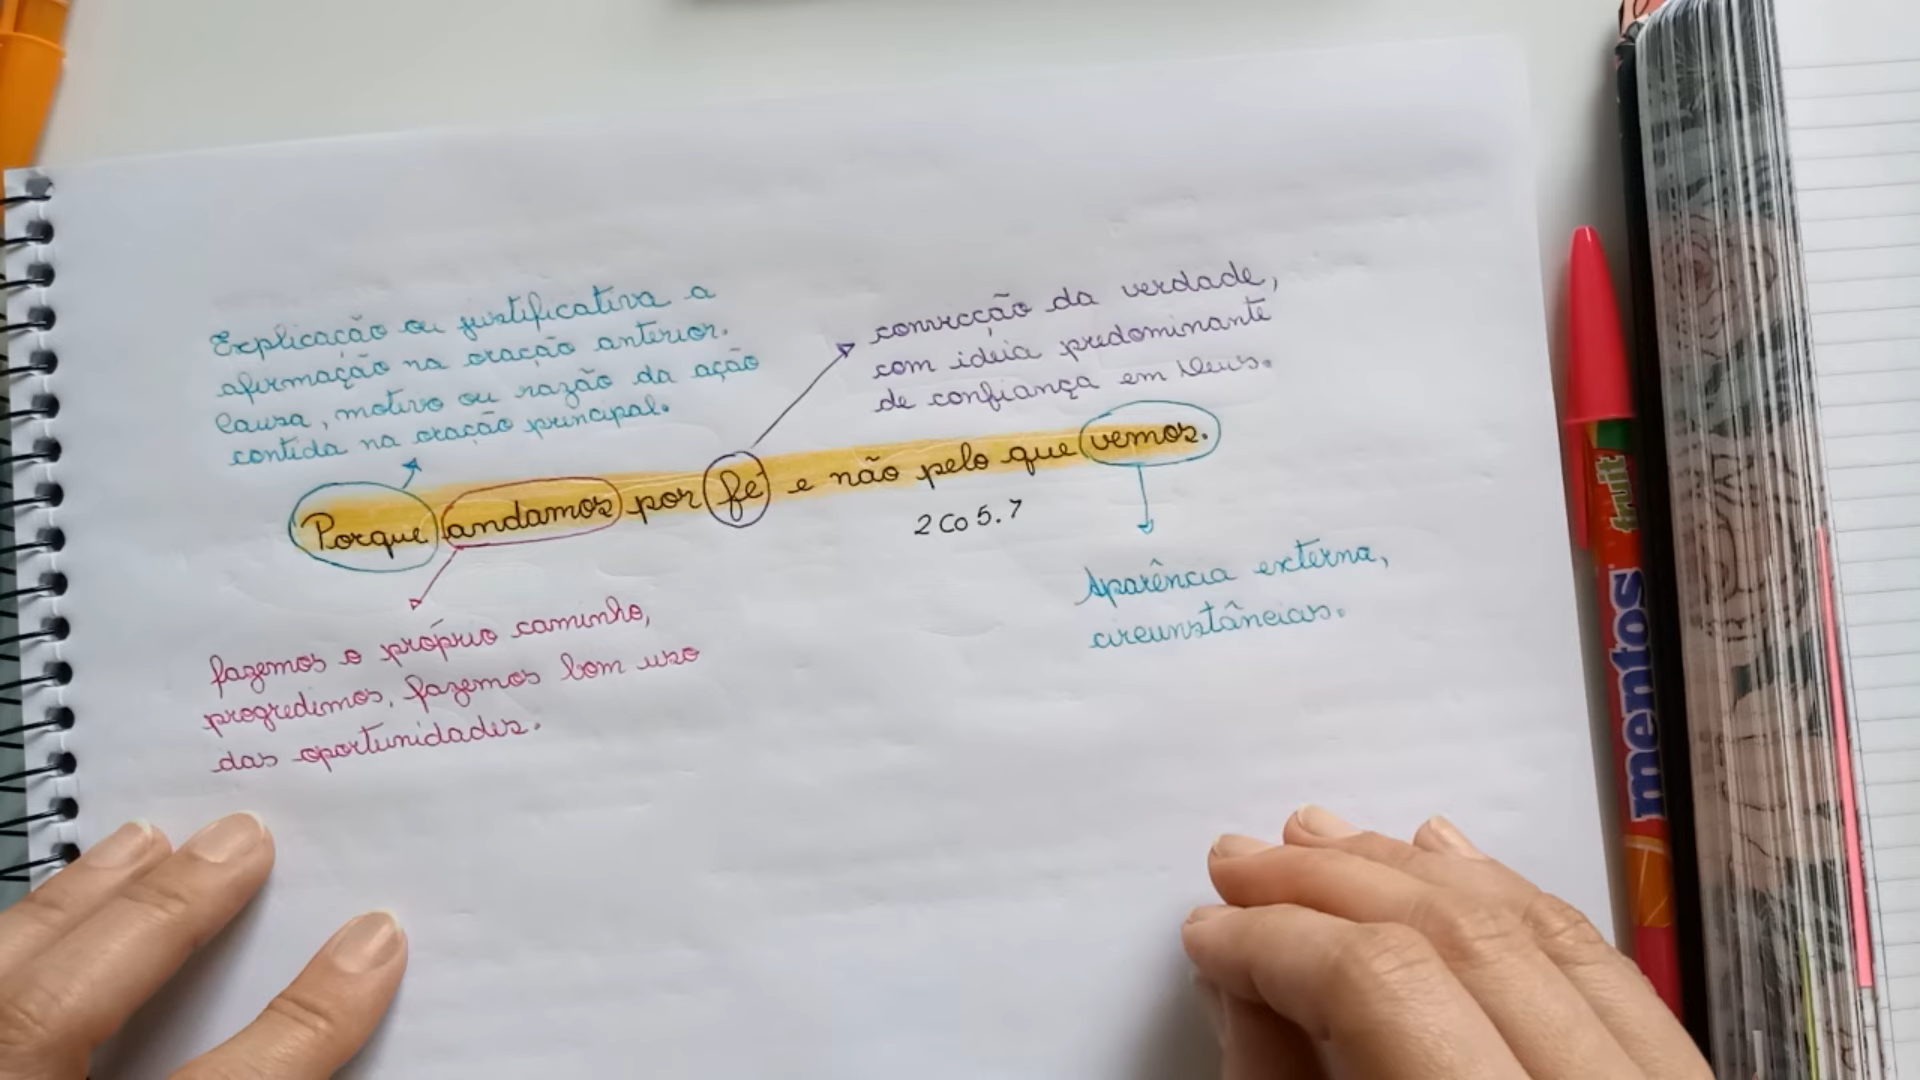 Explicação ou justificativa a
afirmação na oração anterior.
Causa, motivo ou razão da ação
contida na oração principal.
convicção da verdade,
com idéia predominante
de confiança em Deus.
Porque andamos por fé e não pelo que vemos.
2 Co 5.7
Aparência externa,
circunstâncias.
fazemos o próprio caminho,
progredimos, fazemos bom uso
das oportunidades.
fruit
mentos